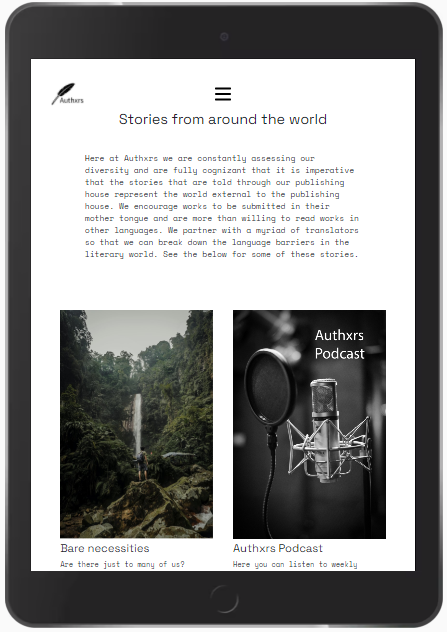 Authxrs
Stories from around the world
Here at Authxrs we are constantly assessing our
diversity and are fully cognizant that it is imperative
that the stories that are told through our publishing
house represent the world external to the publishing
house. We encourage works to be submitted in their
mother tongue and are more than willing to read works in
other languages. We partner with a myriad of translators
so that we can break down the language barriers in the
literary world. See the below for some of these stories.
Authxrs
Podcast
Bare necessities
Are there just to many of us?
Authxrs Podcast
Here you can listen to weekly